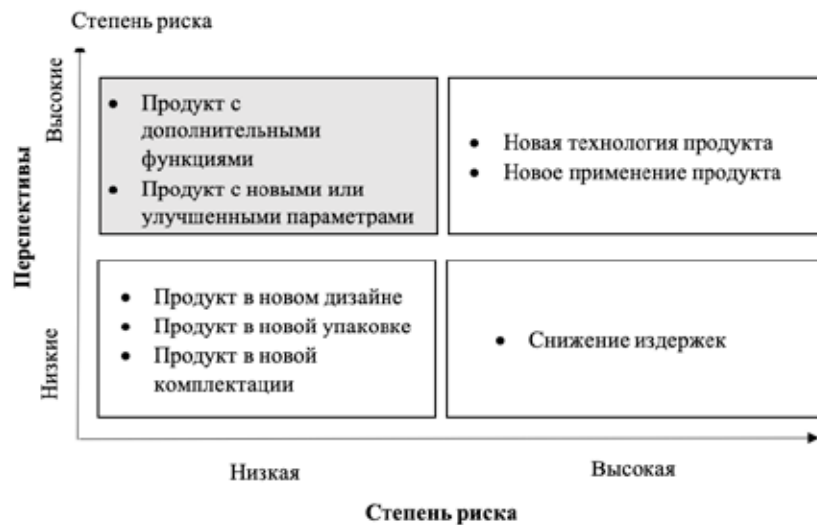 Степень риска
Высокие
Перспективы
Низкие
• Продукт с
дополнительными
функциями
• Продукт с новыми или
улучшенными параметрами
• Новая технология продукта
• Новое применение продукта
• Продукт в новом дизайне
• Продукт в новой упаковке
• Продукт в новой
комплектации
• Снижение издержек
Низкая
Высокая
Степень риска